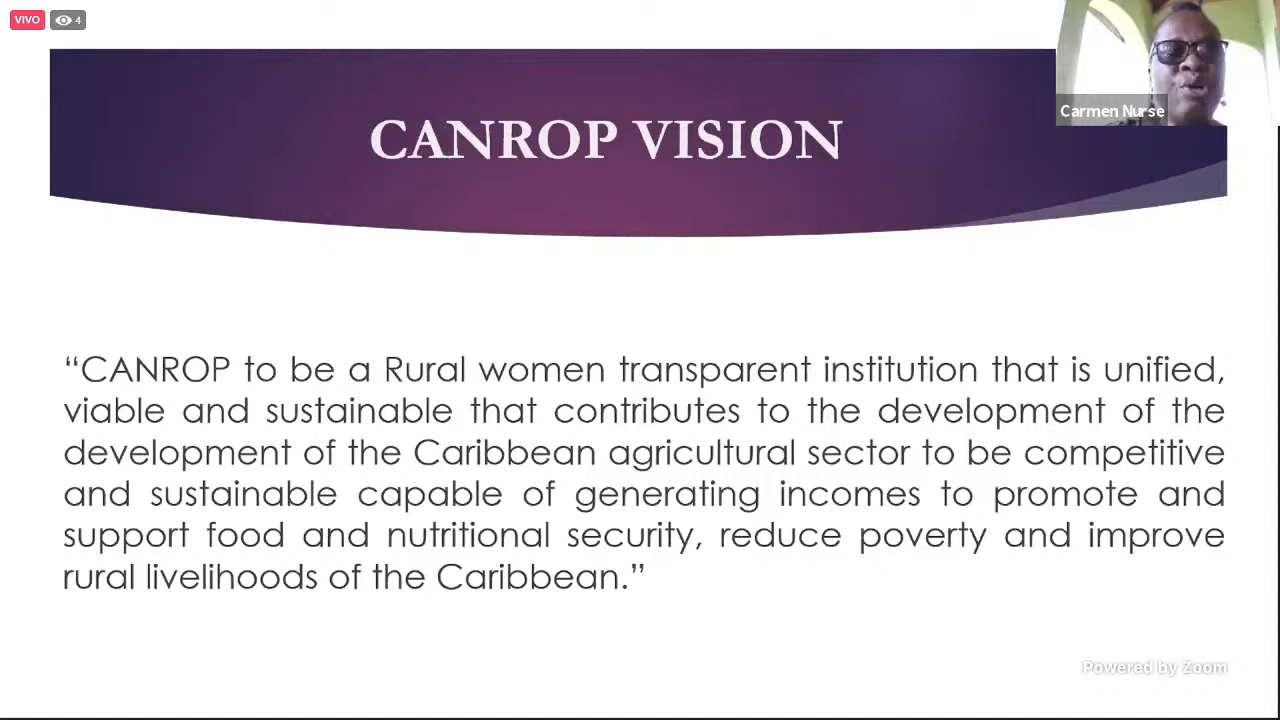 VIVO
4
Carmen Nurse
CANROP VISION
“CANROP to be a Rural women transparent institution that is unified,
viable and sustainable that contributes to the development of the
development of the Caribbean agricultural sector to be competitive
and sustainable capable of generating incomes to promote and
support food and nutritional security, reduce poverty and improve
rural livelihoods of the Caribbean.”
Powered by Zoom